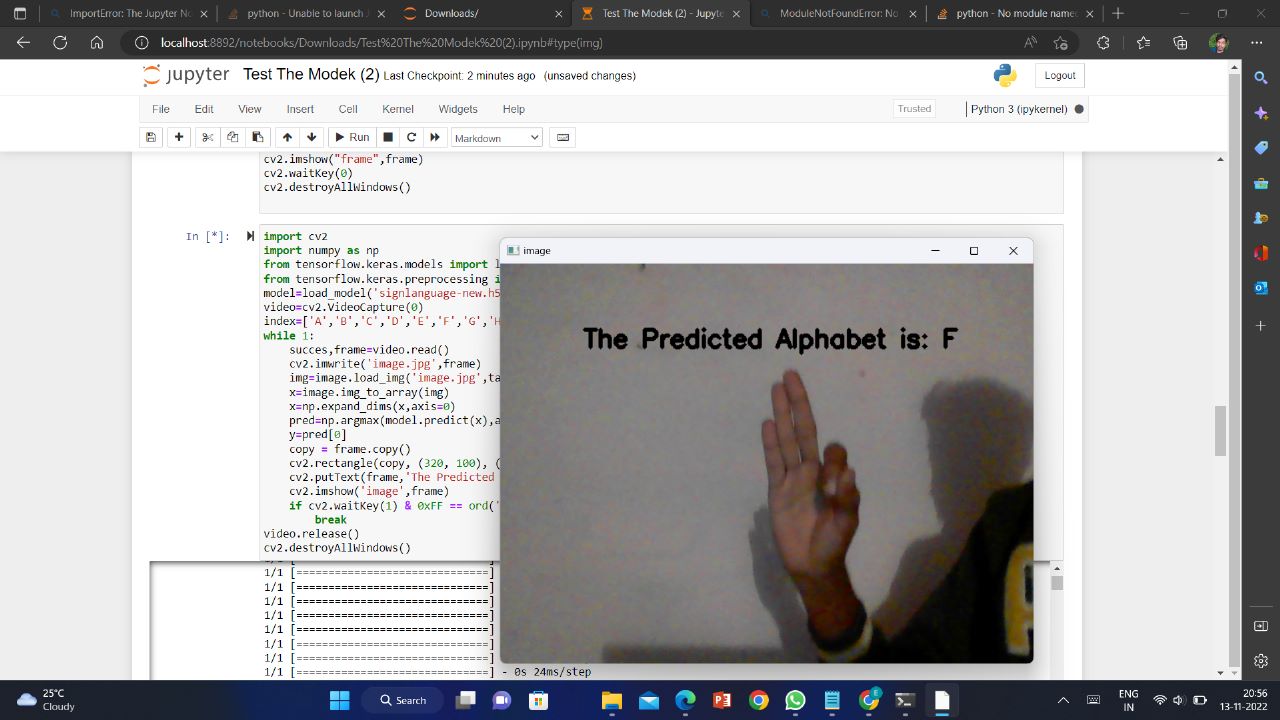 ImportError: The Jupyter No
python - Unable to launch J
Downloads/
Test The Modek (2) - Jupyte
ModuleNotFoundError: No
python - No module named
localhost:8892/notebooks/Downloads/Test%20The%20Modek%20(2).ipynb#type(img)
jupyter Test The Modek (2) Last Checkpoint: 2 minutes ago (unsaved changes)
Logout
File Edit View Insert Cell Kernel Widgets Help
Trusted
Python 3 (ipykernel)
Run
Markdown
cv2.imshow("frame",frame)
cv2.waitKey(0)
cv2.destroyAllWindows()
In [*]:
import cv2
import numpy as np
from tensorflow.keras.models import l
from tensorflow.keras.preprocessing i
model=load_model('signlanguage-new.h5
video=cv2.VideoCapture(0)
index=['A','B','C','D','E','F','G','H
while 1:
succes,frame=video.read()
cv2.imwrite('image.jpg',frame)
img=image.load_img('image.jpg',ta
x=image.img_to_array(img)
x=np.expand_dims(x,axis=0)
pred=np.argmax(model.predict(x),a
y=pred[0]
copy = frame.copy()
cv2.rectangle(copy, (320, 100), (
cv2.putText(frame,'The Predicted
cv2.imshow('image',frame)
if cv2.waitKey(1) & 0xFF == ord('
break
video.release()
cv2.destroyAllWindows()
image
The Predicted Alphabet is: F
1/1 [==============================]
1/1 [==============================]
1/1 [==============================]
1/1 [==============================]
1/1 [==============================]
1/1 [==============================]
1/1 [==============================]
1/1 [==============================] - 0s 24ms/step
25°C
Cloudy
Search
ENG
IN
20:56
13-11-2022